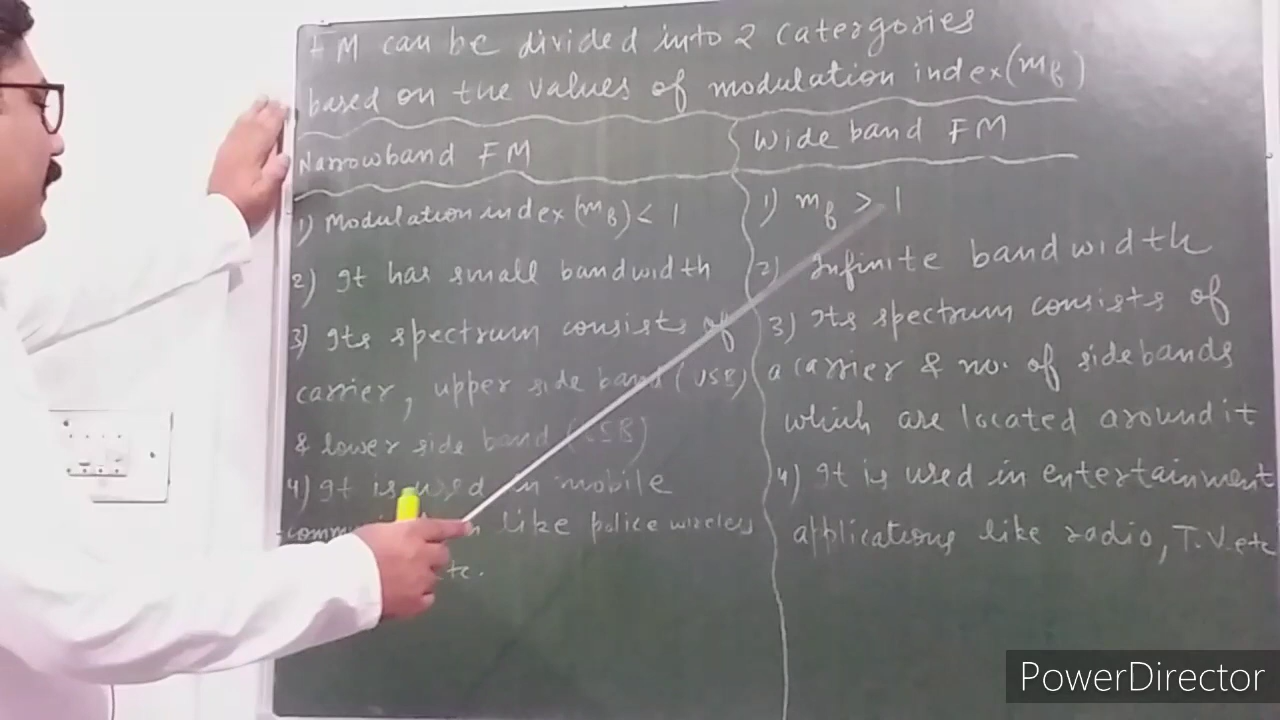 FM can be divided into 2 catergories
based on the values of modulation index (mf)
Narrowband FM
1) Modulation index (mf) < 1
2) It has small bandwidth
3) Its spectrum consists of
carrier, upper side band (USB)
& lower side band (LSB)
4) It is used in mobile
like police wireless
etc.
Wide band FM
1) mf > 1
2) Infinite bandwidth
3) Its spectrum consists of
a carrier & no. of sidebands
which are located around it
4) It is used in entertainment
applications like radio, T.V. etc
PowerDirector